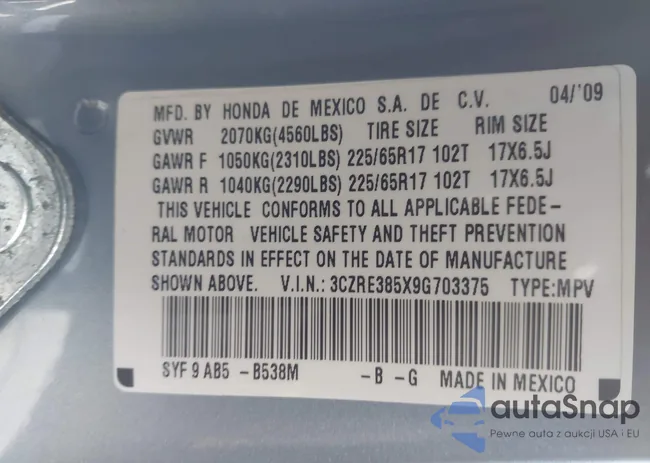 MFD. BY HONDA DE MEXICO S.A. DE C.V. 04/'09
GVWR 2070KG(4560LBS) TIRE SIZE RIM SIZE
GAWR F 1050KG(2310LBS) 225/65R17 102T 17X6.5J
GAWR R 1040KG(2290LBS) 225/65R17 102T 17X6.5J
THIS VEHICLE CONFORMS TO ALL APPLICABLE FEDE-
RAL MOTOR VEHICLE SAFETY AND THEFT PREVENTION
STANDARDS IN EFFECT ON THE DATE OF MANUFACTURE
SHOWN ABOVE. V.I.N.: 3CZRE385X9G703375 TYPE:MPV
SYF 9 AB5 -B538M -B -G MADE IN MEXICO
autaSnap
Pewne auta z aukcji USA i EU